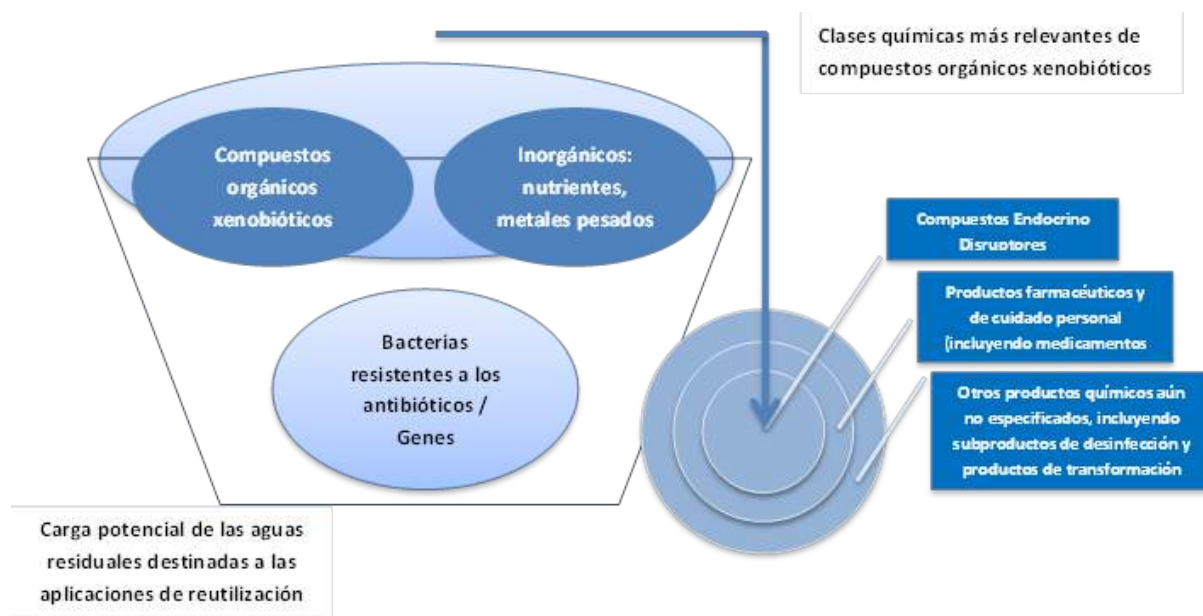 Clases químicas más relevantes de
compuestos orgánicos xenobióticos
Compuestos
orgánicos
xenobióticos
Inorgánicos:
nutrientes,
metales pesados
Compuestos Endocrino
Disruptores
Productos farmacéuticos y
de cuidado personal
(incluyendo medicamentos
Bacterias
resistentes a los
antibióticos /
Genes
Otros productos químicos aún
no especificados, incluyendo
subproductos de desinfección y
productos de transformación
Carga potencial de las aguas
residuales destinadas a las
aplicaciones de reutilización